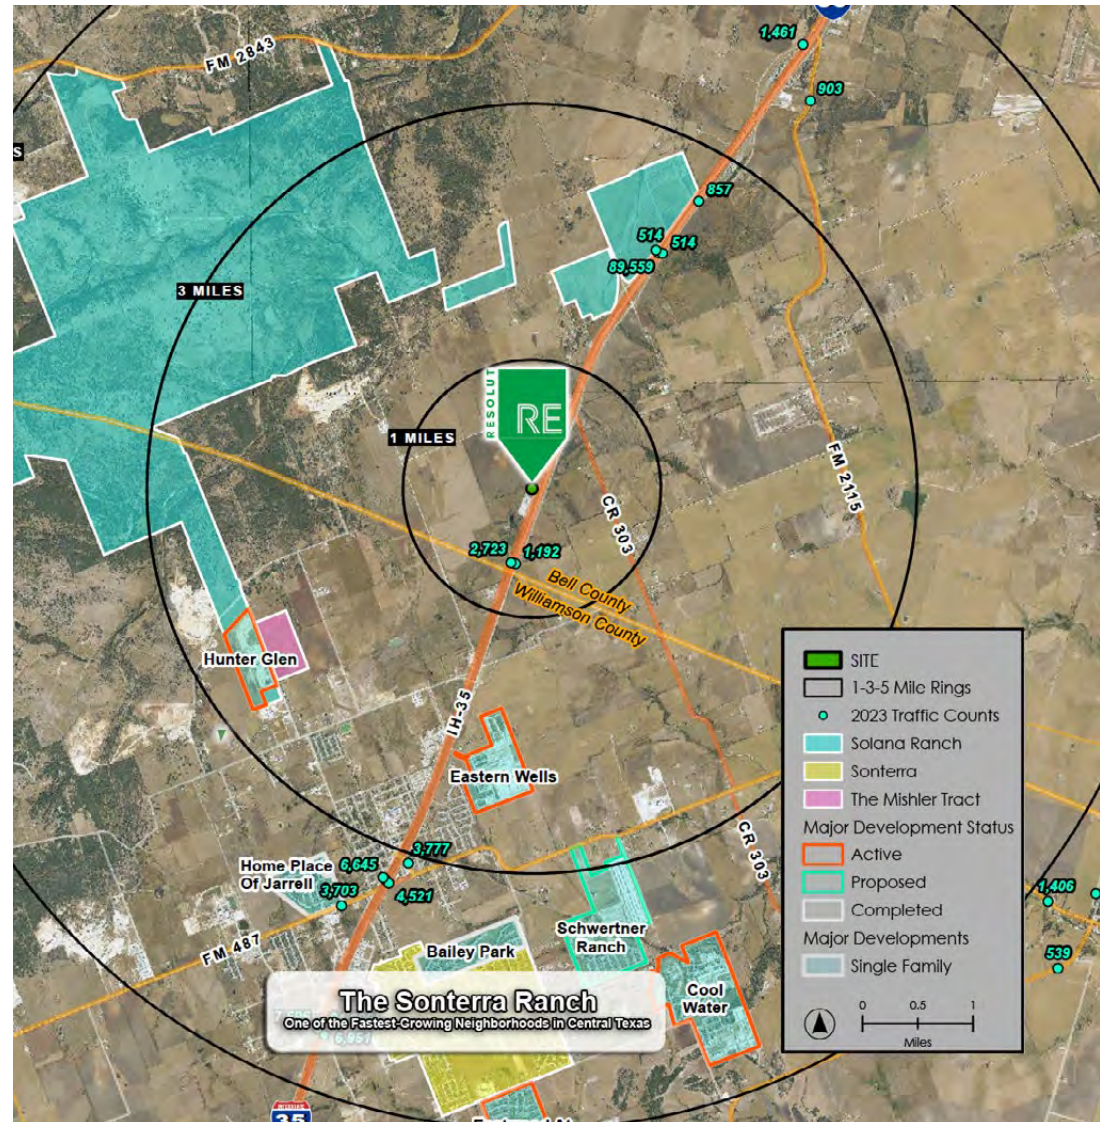 1,461
FM 2843
903
S
857
514
514
89,559
3 MILES
RESOLUT
RE
1 MILES
FM 2115
CR 303
2,723
1,192
Bell County
Williamson County
Hunter Glen
IH-35
Eastern Wells
SITE
1-3-5 Mile Rings
2023 Traffic Counts
Solana Ranch
Sonterra
The Mishler Tract
Major Development Status
Active
Proposed
Completed
Major Developments
Single Family
0 0.5 1
Miles
CR 303
3,777
Home Place
Of Jarrell
6,645
4,521
3,703
1,406
FM 487
Schwertner
Ranch
Bailey Park
539
Cool
Water
The Sonterra Ranch
One of the Fastest-Growing Neighborhoods in Central Texas
6,951
35